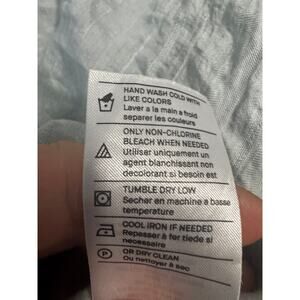 HAND WASH COLD WITH
LIKE COLORS
Laver a la main a froid
separer les couleurs
ONLY NON-CHLORINE
BLEACH WHEN NEEDED
Utiliser uniquement un
agent blanchissant non
decolorant si besoin est
TUMBLE DRY LOW
Secher en machine a basse
temperature
COOL IRON IF NEEDED
Repasser à fer tiede si
necessaire
P
OR DRY CLEAN
Ou nettoyer à sec